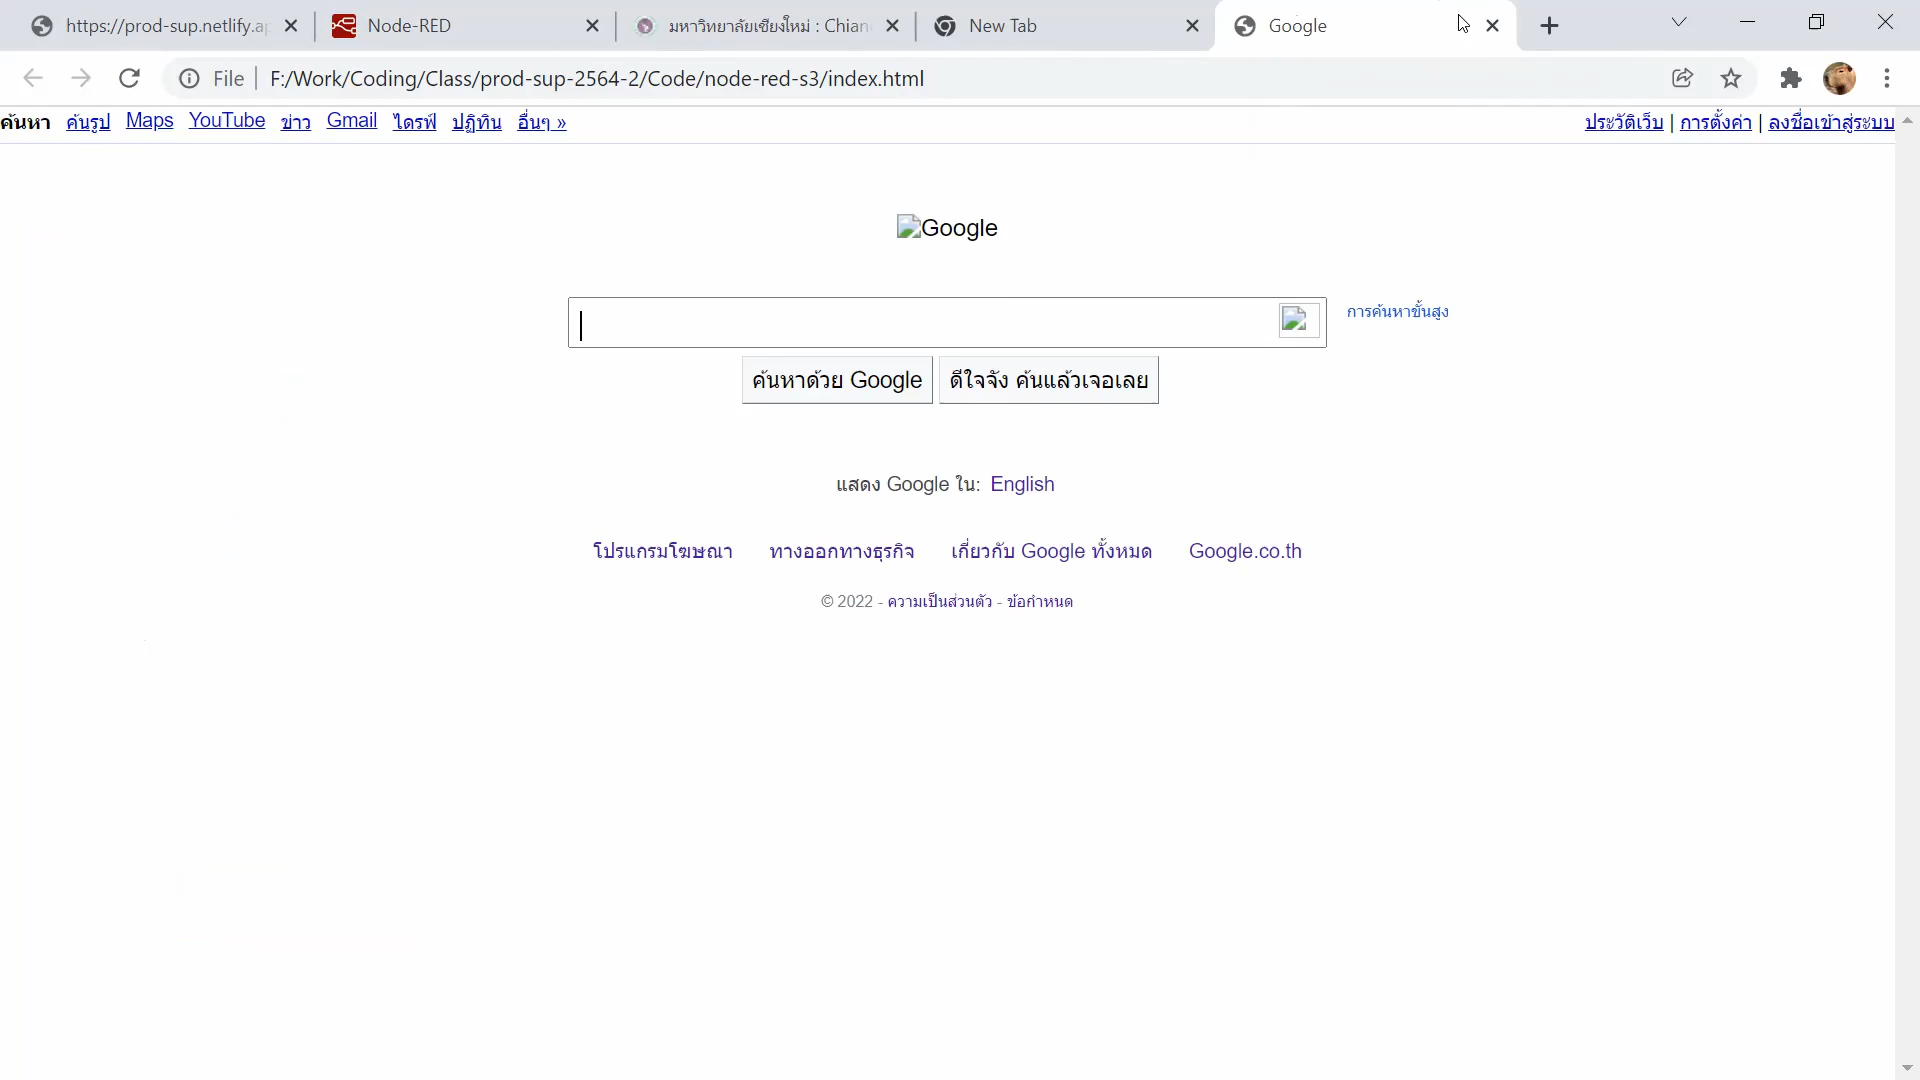 https://prod-sup.netlify.ap
Node-RED
มหาวิทยาลัยเชียงใหม่ : Chian
New Tab
Google
File
F:/Work/Coding/Class/prod-sup-2564-2/Code/node-red-s3/index.html
ค้นหา ค้นรูป Maps YouTube ข่าว Gmail ไดรฟ์ ปฏิทิน อื่นๆ »
ประวัติเว็บ | การตั้งค่า | ลงชื่อเข้าสู่ระบบ
Google
การค้นหาขั้นสูง
ค้นหาด้วย Google
ดีใจจัง ค้นแล้วเจอเลย
แสดง Google ใน: English
โปรแกรมโฆษณา ทางออกทางธุรกิจ เกี่ยวกับ Google ทั้งหมด Google.co.th
© 2022 - ความเป็นส่วนตัว - ข้อกำหนด